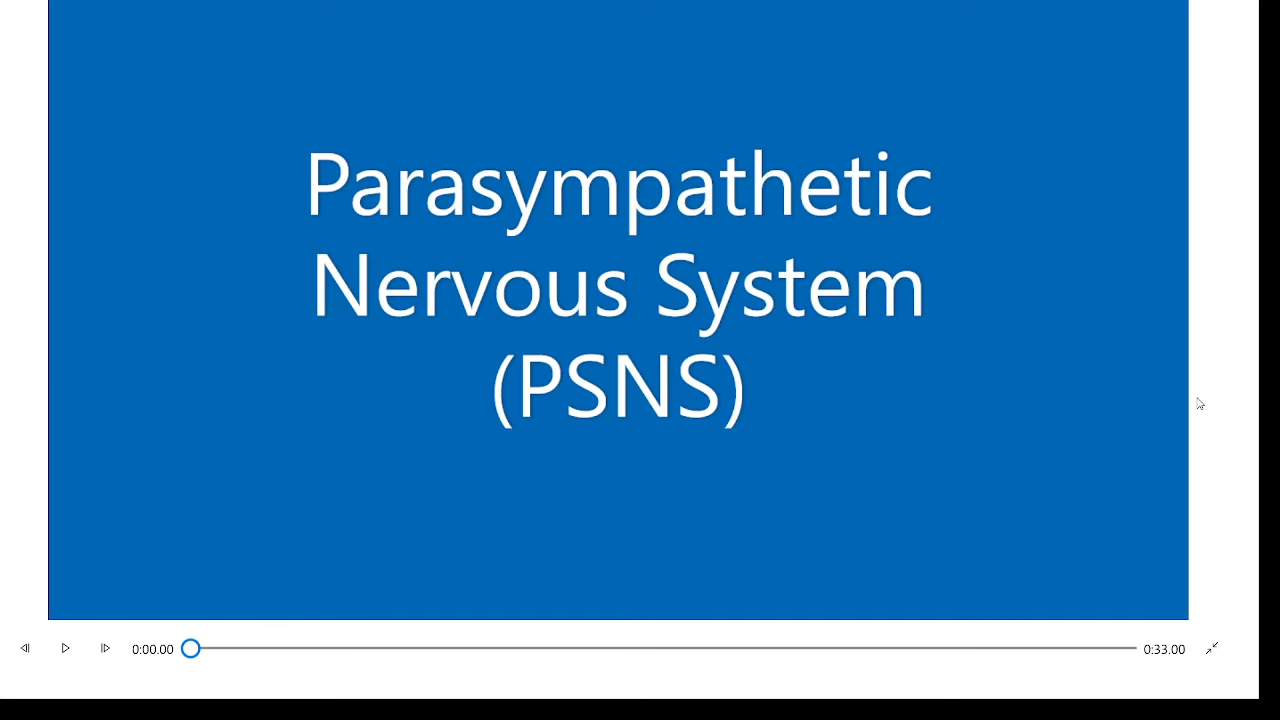 Parasympathetic
Nervous System
(PSNS)
0:00.00
0:33.00